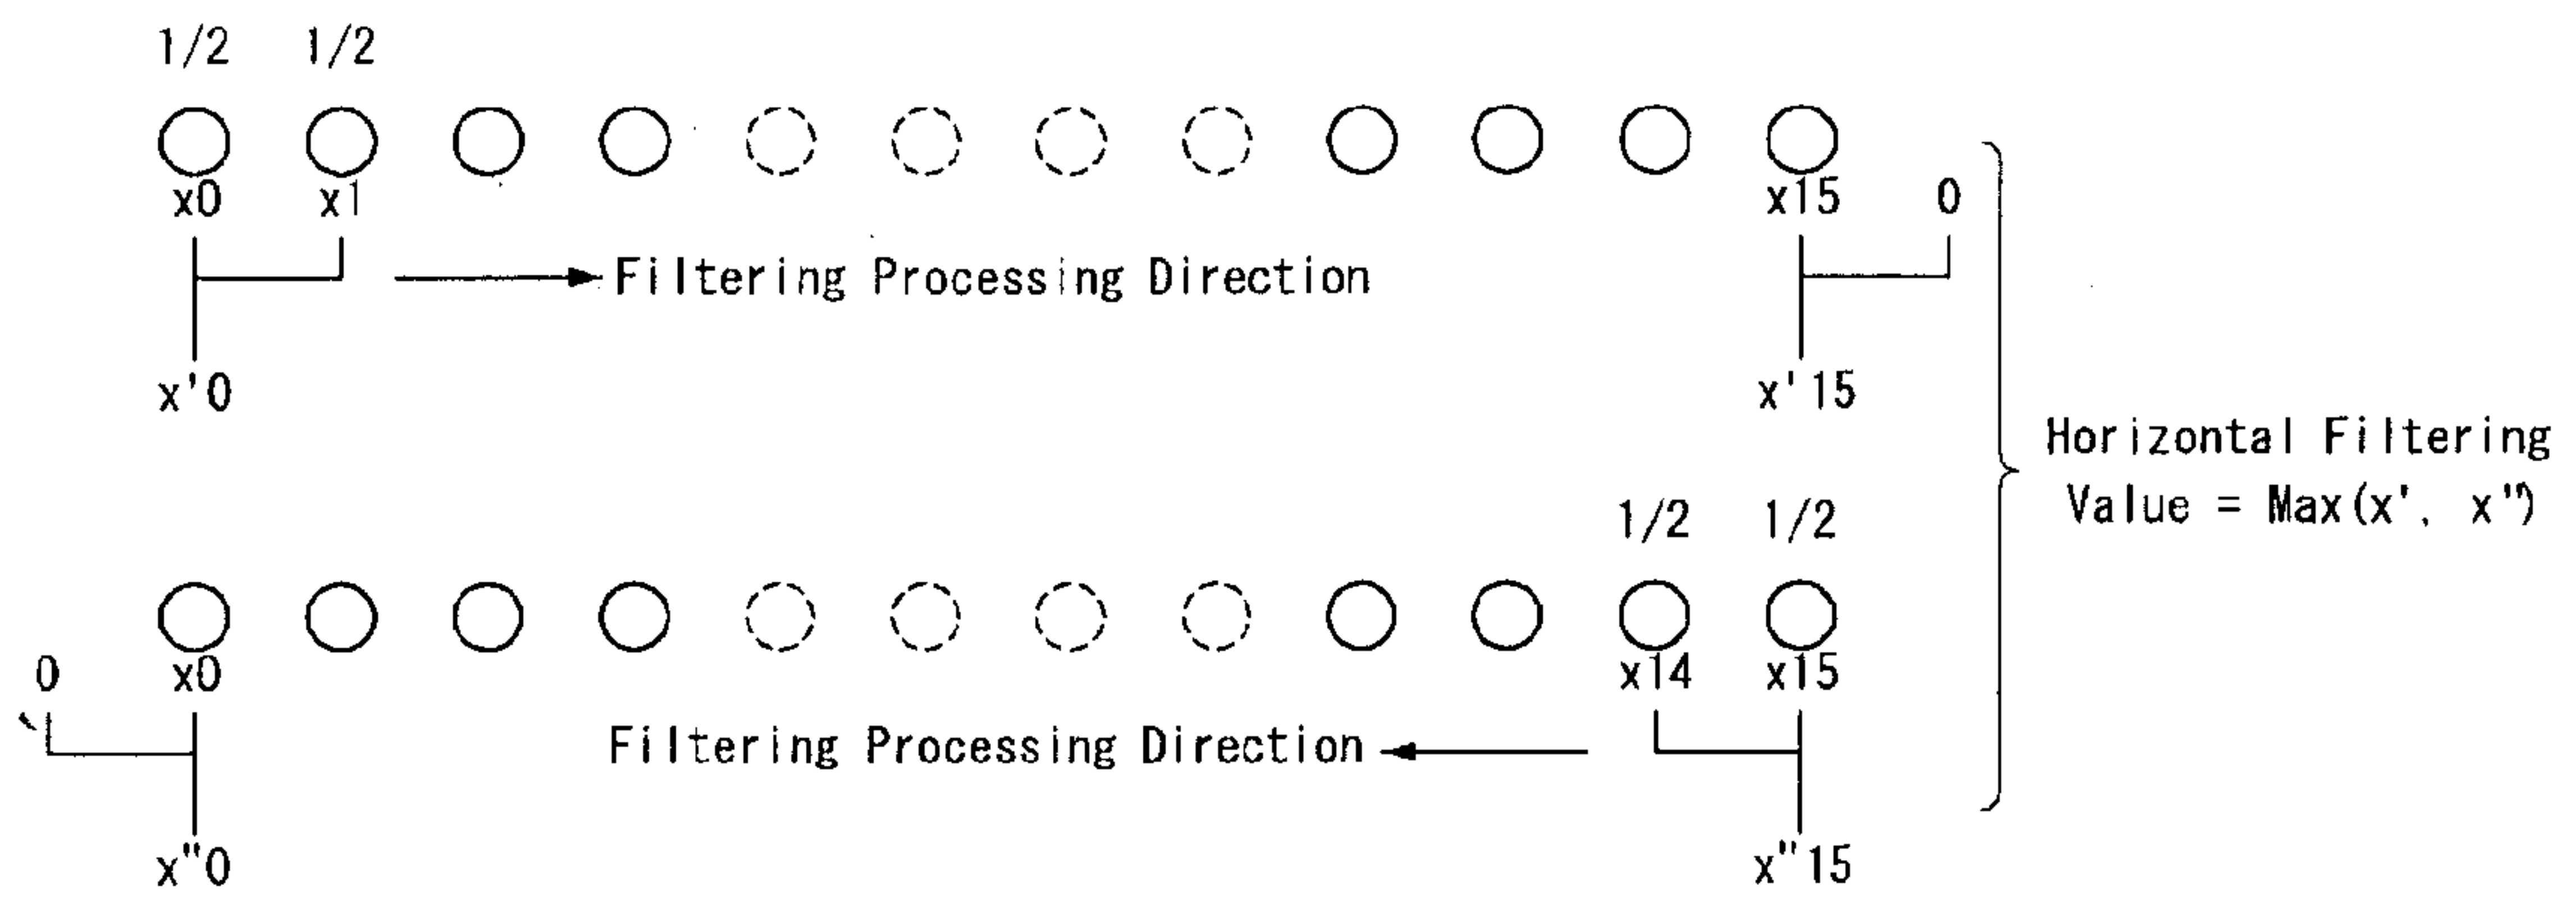 1/2 1/2
x0 x1 x15 0
Filtering Processing Direction
x'0 x'15
Horizontal Filtering
Value = Max(x', x")
1/2 1/2
0 x0 x14 x15
Filtering Processing Direction
x"0 x"15